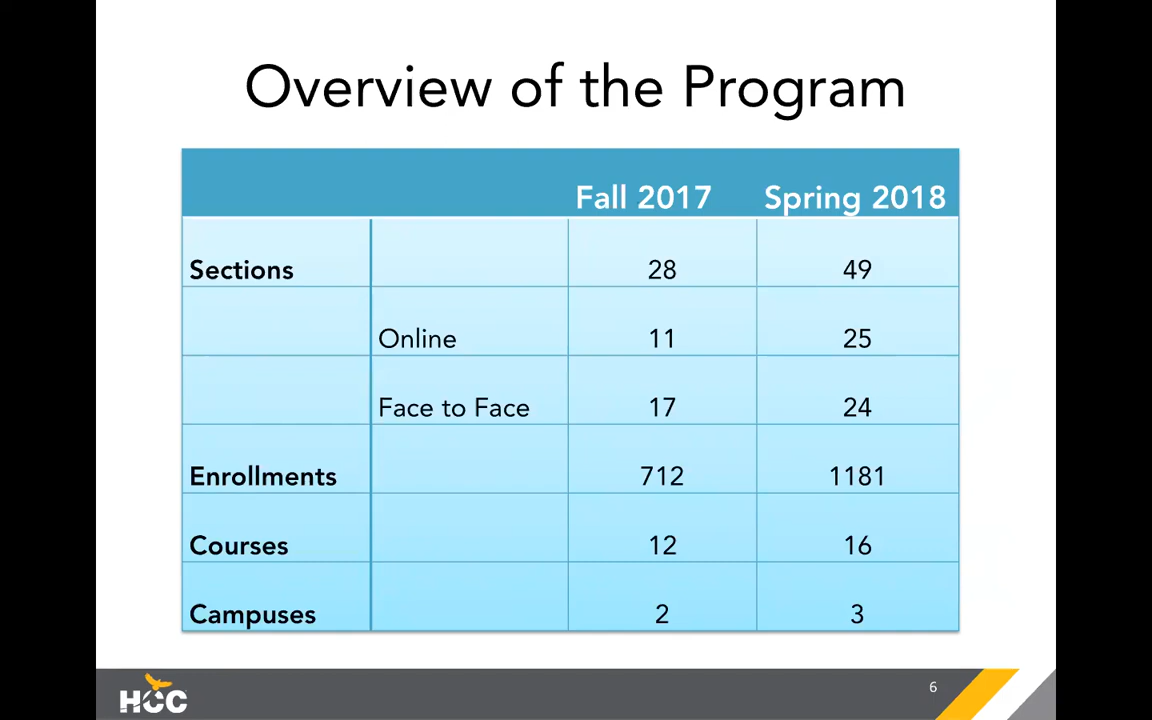 Overview of the Program
Fall 2017 Spring 2018
Sections 28 49
Online 11 25
Face to Face 17 24
Enrollments 712 1181
Courses 12 16
Campuses 2 3
HCC
6